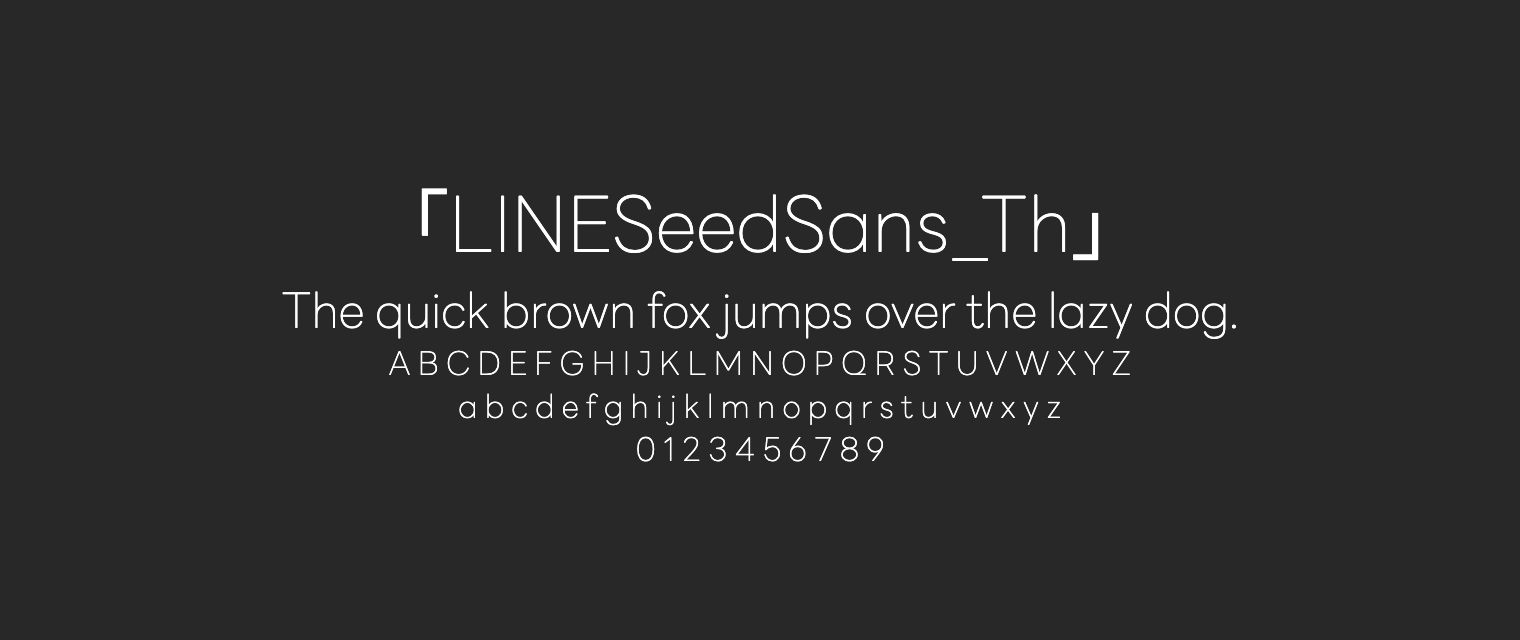 「LINESeedSans_Th」
The quick brown fox jumps over the lazy dog.
ABCDEFGHIJKLMNOPQRSTUVWXYZ
abcdefghijklmnopqrstuvwxyz
0123456789